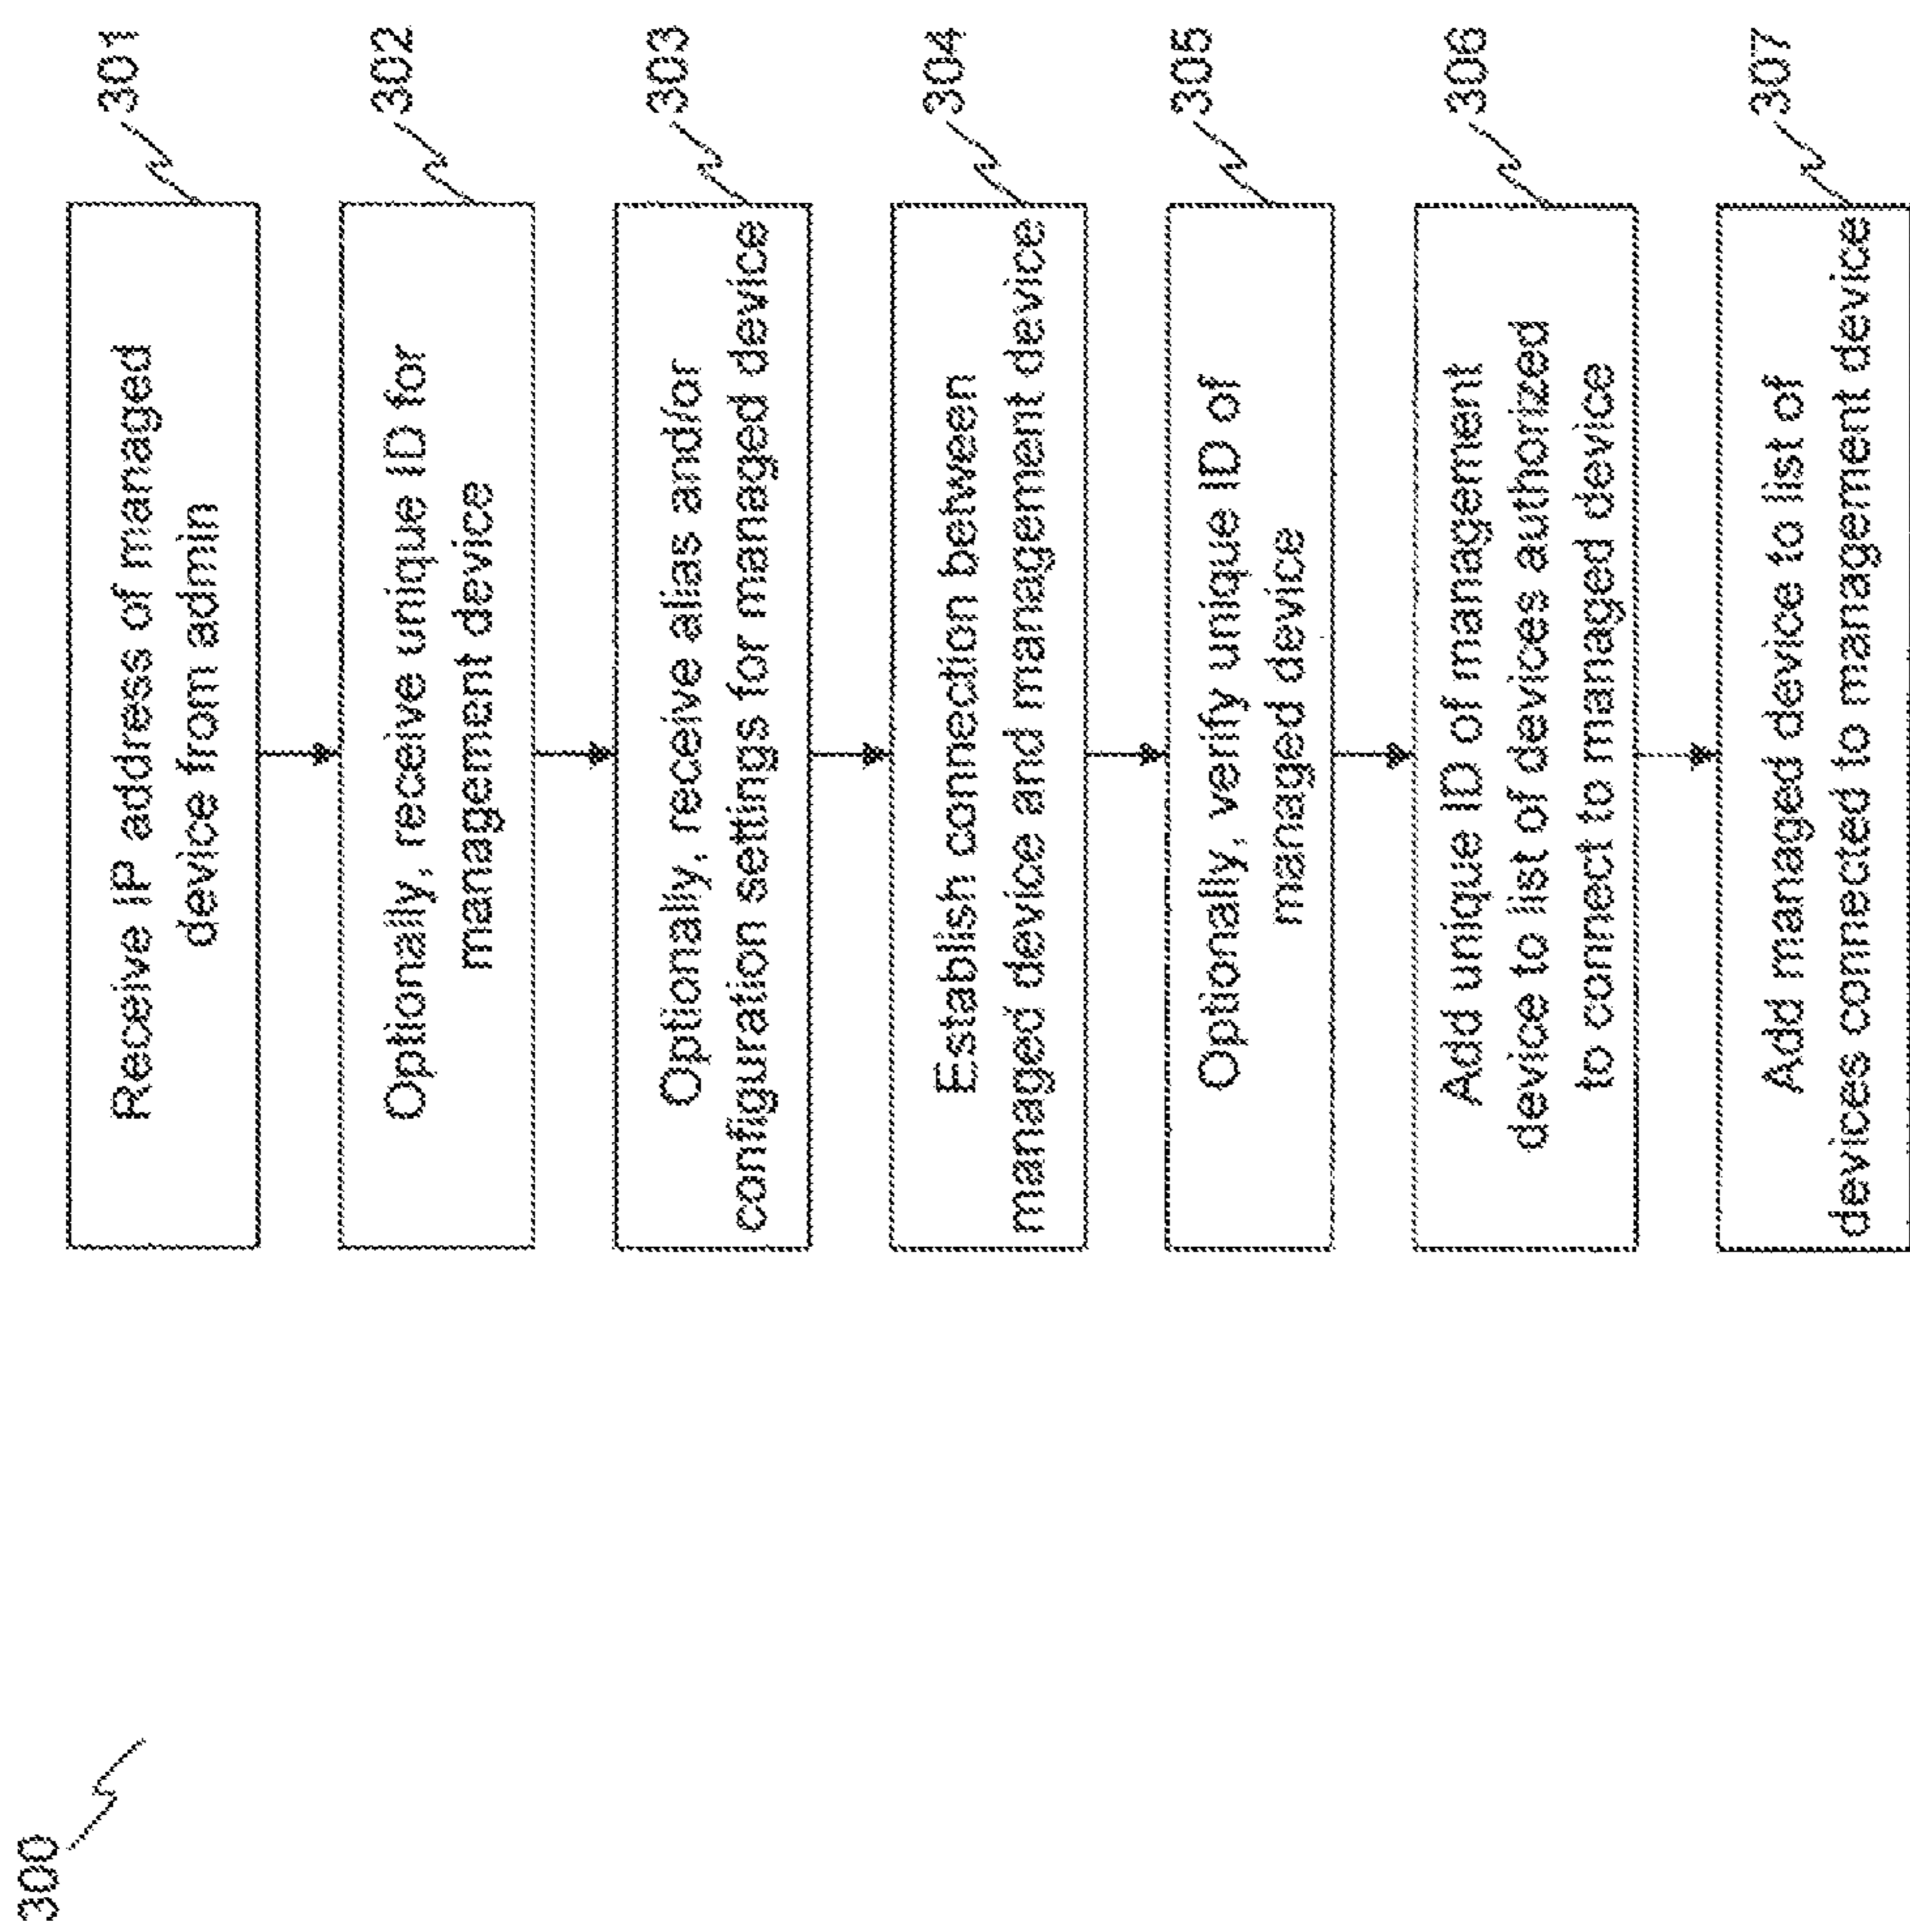 300
Receive IP address of managed
device from admin
301
Optionally, receive unique ID for
management device
302
Optionally, receive alias and/or
configuration settings for managed device
303
Establish connection between
managed device and management device
304
Optionally, verify unique ID of
managed device
305
Add unique ID of management
device to list of devices authorized
to connect to managed device
306
Add managed device to list of
devices connected to management device
307